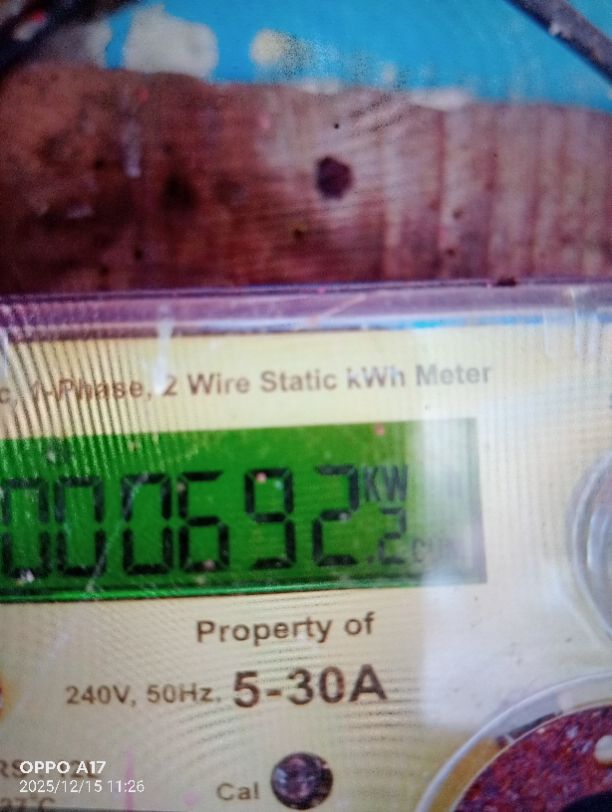 1-Phase, 2 Wire Static kWh Meter
000692.2 KW
Property of
240V, 50Hz. 5-30A
Cal
OPPO A17
2025/12/15 11:26